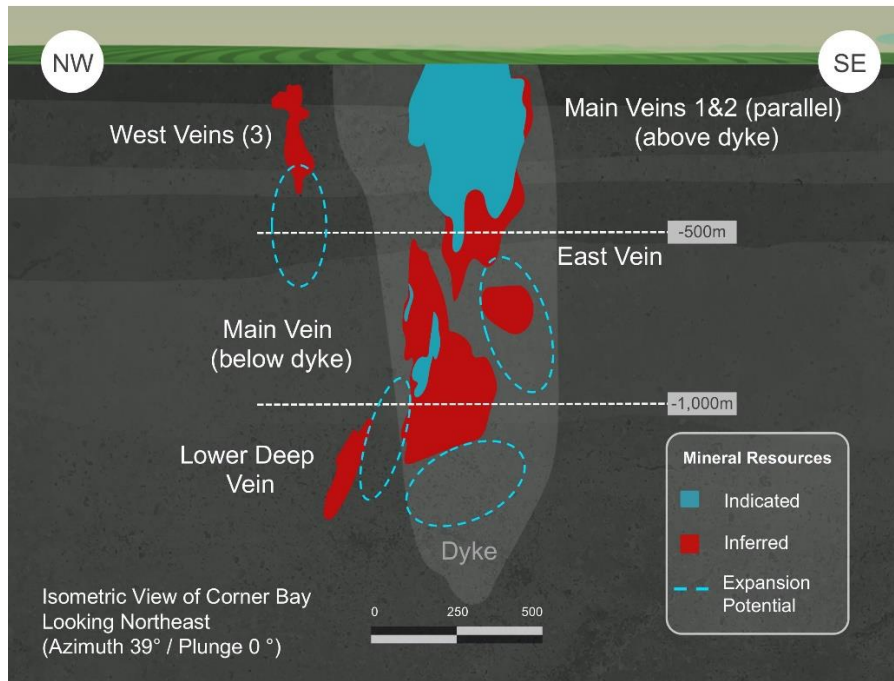 NW
SE
West Veins (3)
Main Veins 1&2 (parallel)
(above dyke)
-500m
East Vein
Main Vein
(below dyke)
-1,000m
Lower Deep
Vein
Mineral Resources
Indicated
Inferred
Expansion
Potential
Dyke
Isometric View of Corner Bay
Looking Northeast
(Azimuth 39° / Plunge 0 °)
0 250 500